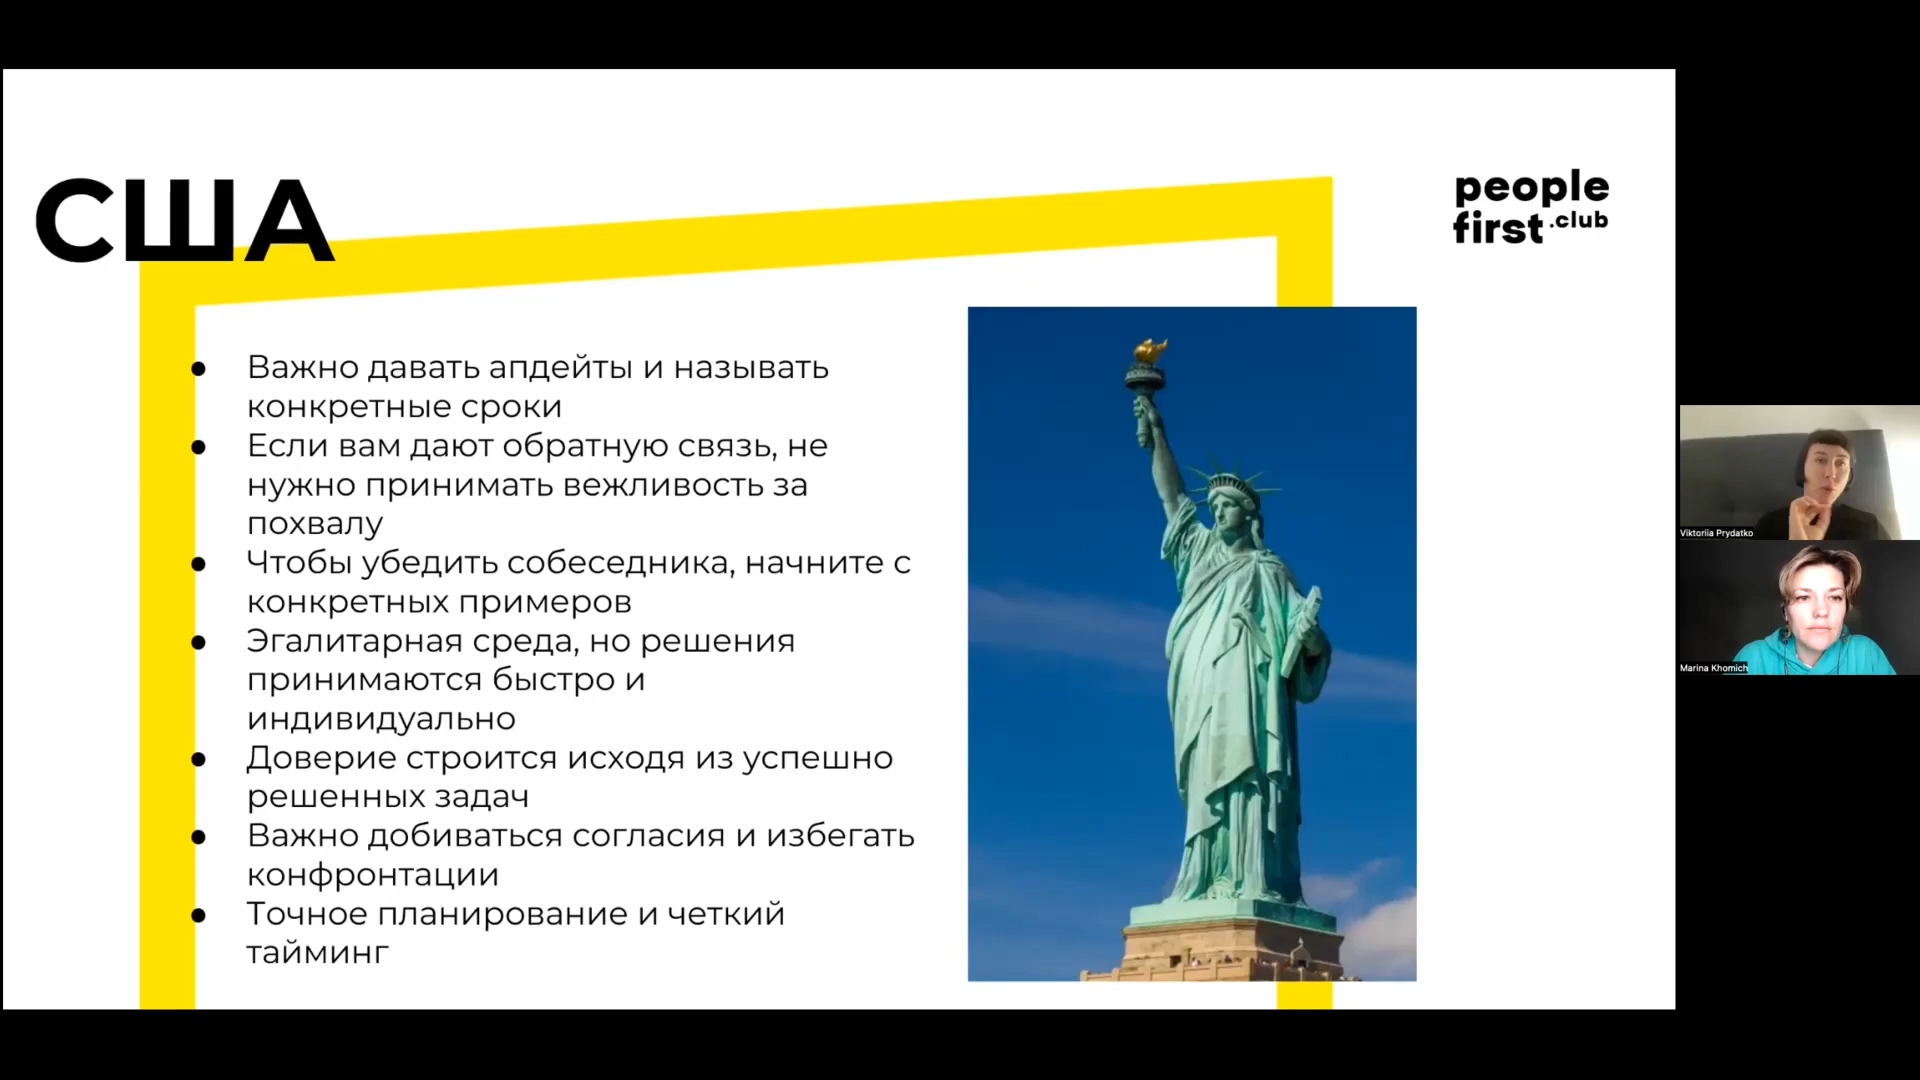 США
people
first.club
● Важно давать апдейты и называть
конкретные сроки
● Если вам дают обратную связь, не
нужно принимать вежливость за
похвалу
● Чтобы убедить собеседника, начните с
конкретных примеров
● Эгалитарная среда, но решения
принимаются быстро и
индивидуально
● Доверие строится исходя из успешно
решенных задач
● Важно добиваться согласия и избегать
конфронтации
● Точное планирование и четкий
тайминг
Viktoriia Prydatko
Marina Khomich